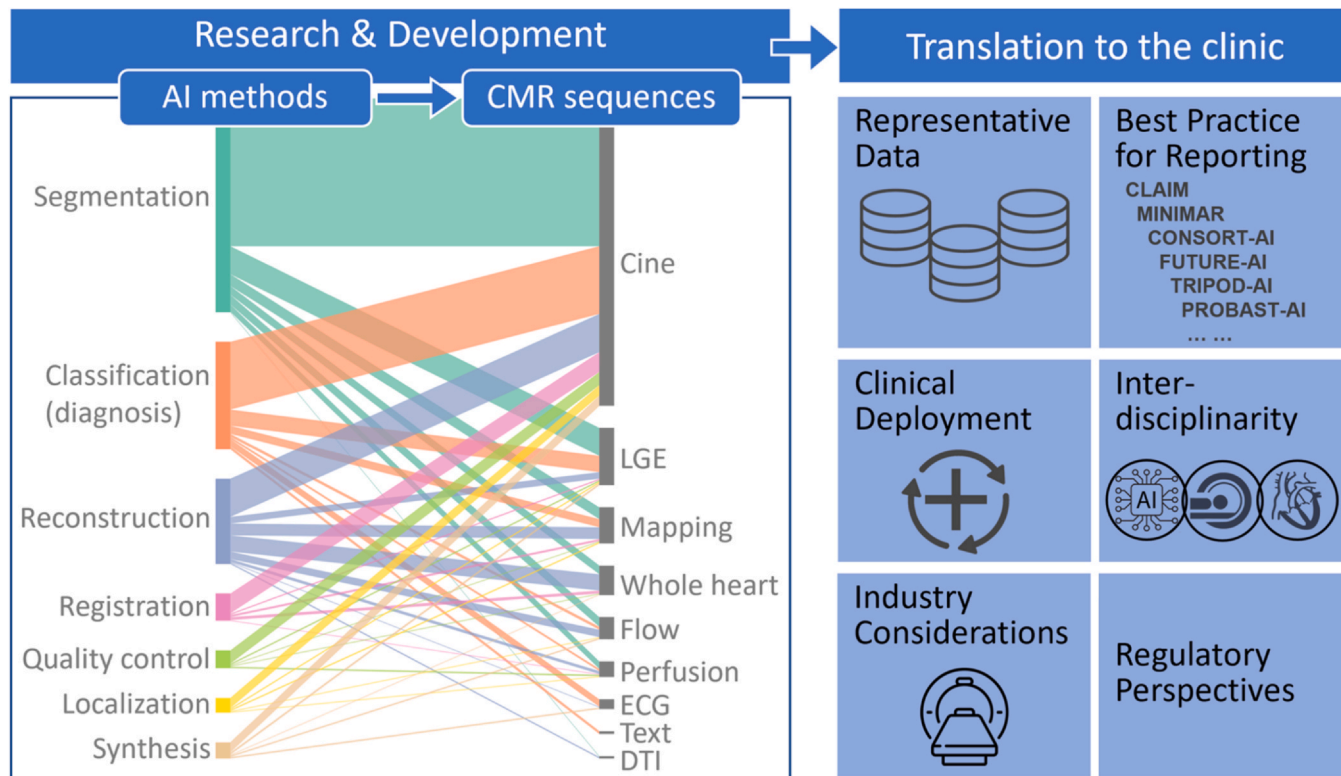 Research & Development
AI methods
CMR sequences
Segmentation
Classification
(diagnosis)
Reconstruction
Registration
Quality control
Localization
Synthesis
Cine
LGE
Mapping
Whole heart
Flow
Perfusion
ECG
Text
DTI
Translation to the clinic
Representative
Data
Best Practice
for Reporting
CLAIM
MINIMAR
CONSORT-AI
FUTURE-AI
TRIPOD-AI
PROBAST-AI
... ...
Clinical
Deployment
Inter-
disciplinarity
AI
Industry
Considerations
Regulatory
Perspectives